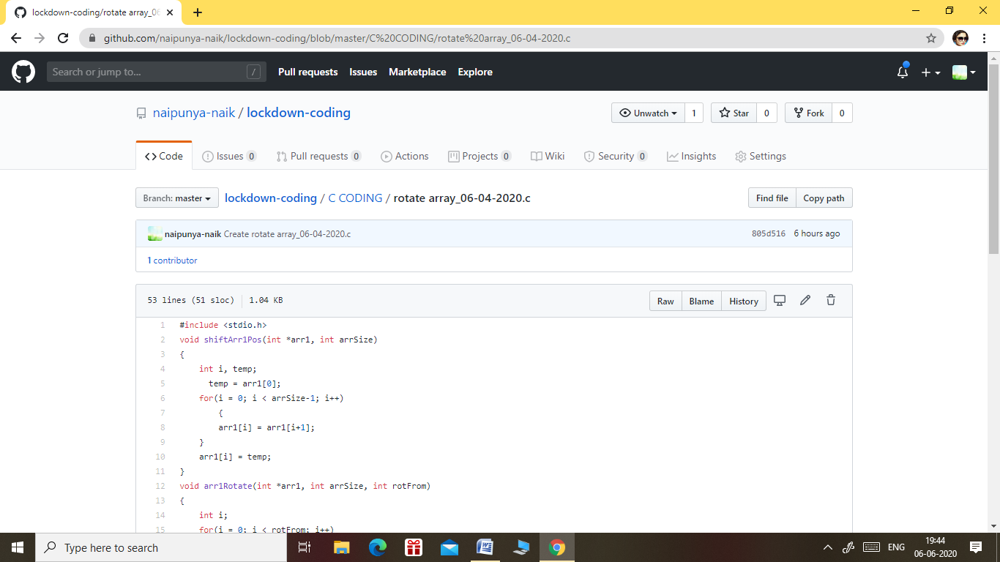 lockdown-coding/rotate array_06
github.com/naipunya-naik/lockdown-coding/blob/master/C%20CODING/rotate%20array_06-04-2020.c
Search or jump to... /
Pull requests Issues Marketplace Explore
naipunya-naik / lockdown-coding
Unwatch 1 Star 0 Fork 0
Code Issues 0 Pull requests 0 Actions Projects 0 Wiki Security 0 Insights Settings
Branch: master lockdown-coding / C CODING / rotate array_06-04-2020.c Find file Copy path
naipunya-naik Create rotate array_06-04-2020.c 805d516 6 hours ago
1 contributor
53 lines (51 sloc) 1.04 KB Raw Blame History
1 #include <stdio.h>
2 void shiftArr1Pos(int *arr1, int arrSize)
3 {
4 int i, temp;
5 temp = arr1[0];
6 for(i = 0; i < arrSize-1; i++)
7 {
8 arr1[i] = arr1[i+1];
9 }
10 arr1[i] = temp;
11 }
12 void arr1Rotate(int *arr1, int arrSize, int rotFrom)
13 {
14 int i;
15 for(i = 0; i < rotFrom; i++)
Type here to search
ENG
19:44
06-06-2020